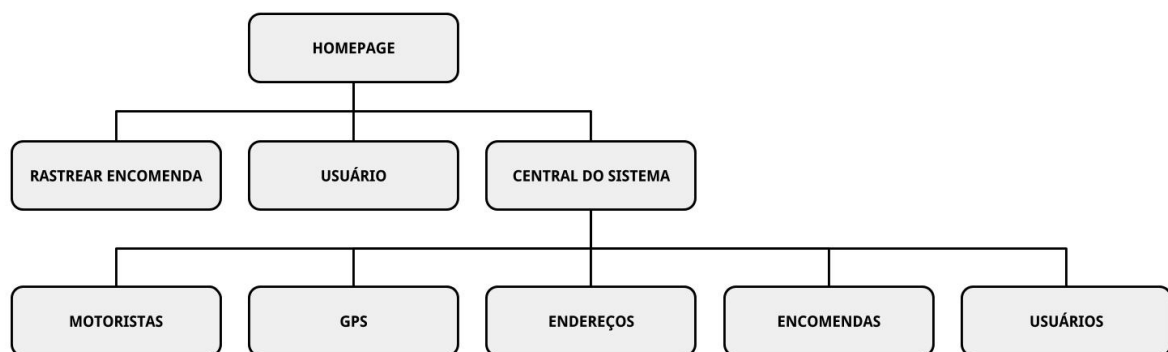 HOMEPAGE
RASTREAR ENCOMENDA
USUÁRIO
CENTRAL DO SISTEMA
MOTORISTAS
GPS
ENDEREÇOS
ENCOMENDAS
USUÁRIOS